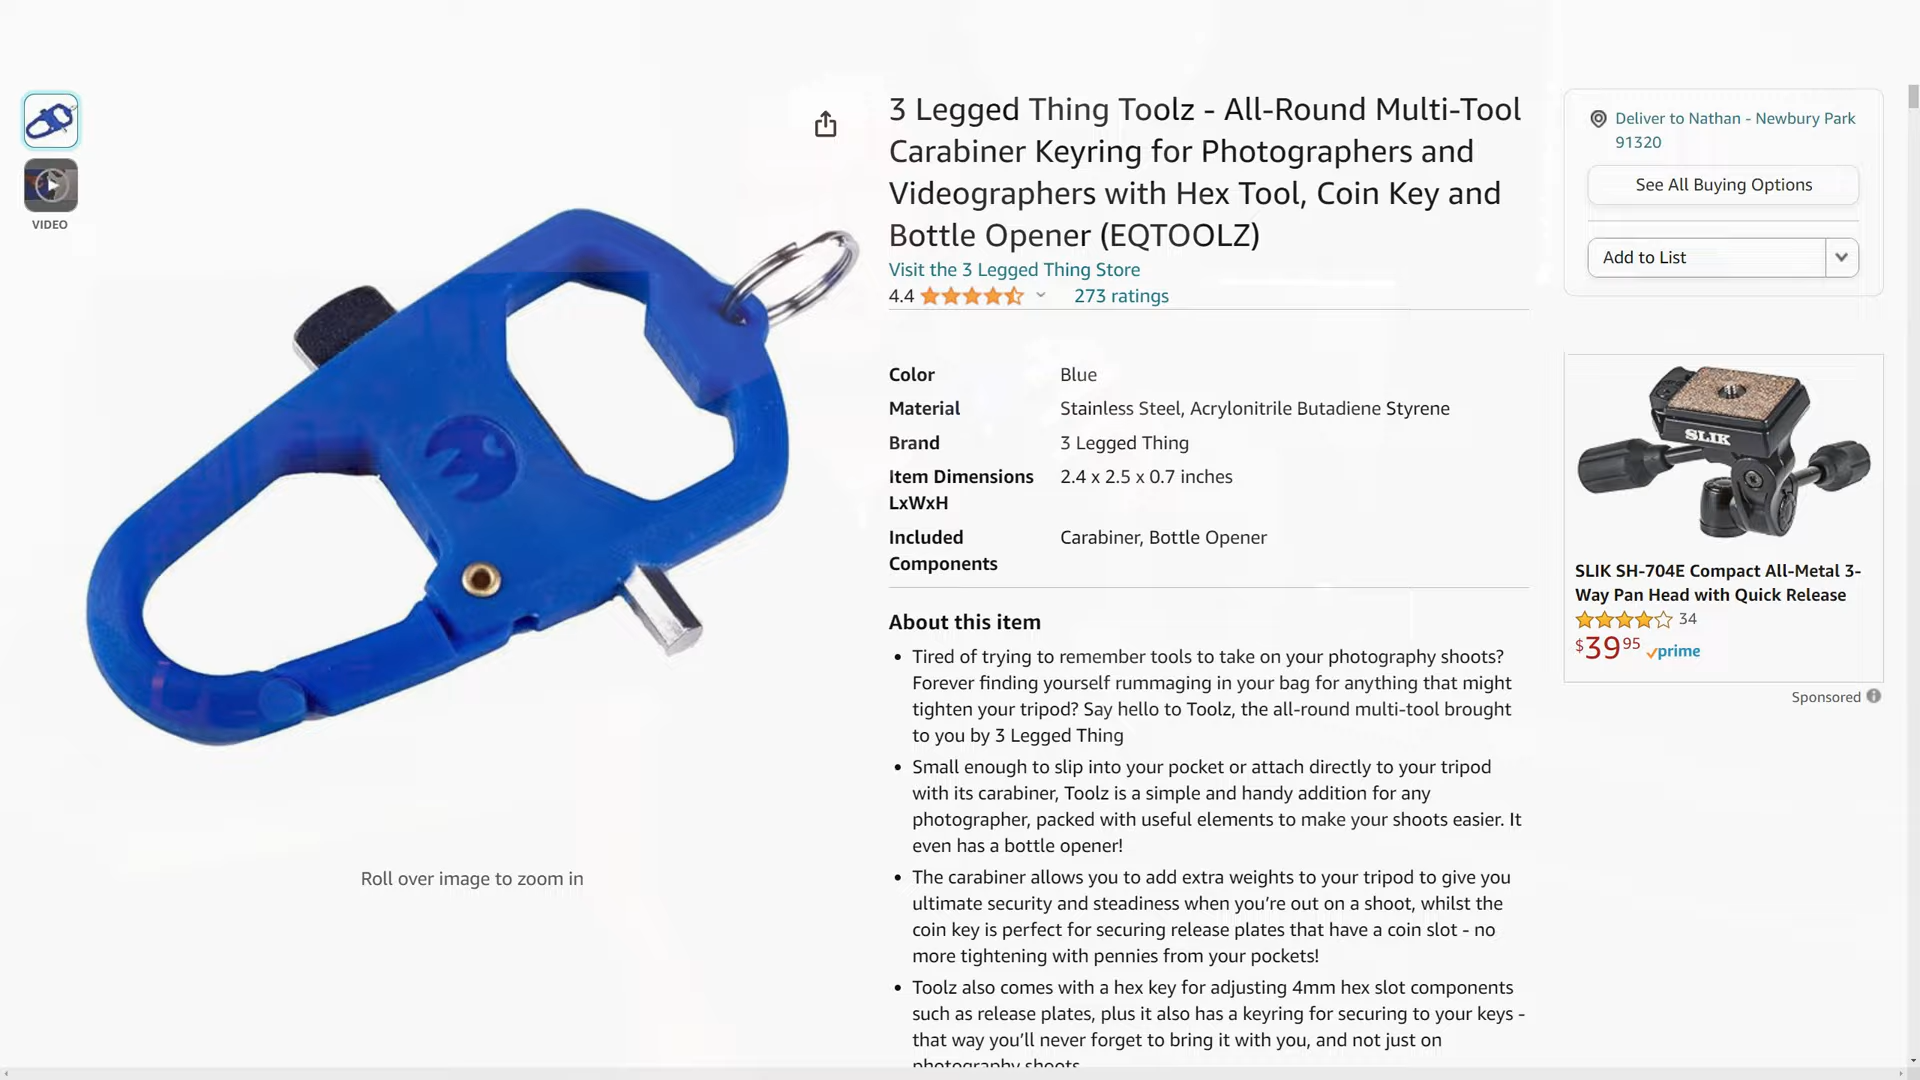 VIDEO
Roll over image to zoom in
3 Legged Thing Toolz - All-Round Multi-Tool
Carabiner Keyring for Photographers and
Videographers with Hex Tool, Coin Key and
Bottle Opener (EQTOOLZ)
Visit the 3 Legged Thing Store
4.4 273 ratings
Color Blue
Material Stainless Steel, Acrylonitrile Butadiene Styrene
Brand 3 Legged Thing
Item Dimensions 2.4 x 2.5 x 0.7 inches
LxWxH
Included Carabiner, Bottle Opener
Components
About this item
• Tired of trying to remember tools to take on your photography shoots?
Forever finding yourself rummaging in your bag for anything that might
tighten your tripod? Say hello to Toolz, the all-round multi-tool brought
to you by 3 Legged Thing
• Small enough to slip into your pocket or attach directly to your tripod
with its carabiner, Toolz is a simple and handy addition for any
photographer, packed with useful elements to make your shoots easier. It
even has a bottle opener!
• The carabiner allows you to add extra weights to your tripod to give you
ultimate security and steadiness when you’re out on a shoot, whilst the
coin key is perfect for securing release plates that have a coin slot - no
more tightening with pennies from your pockets!
• Toolz also comes with a hex key for adjusting 4mm hex slot components
such as release plates, plus it also has a keyring for securing to your keys -
that way you’ll never forget to bring it with you, and not just on
photography shoots
Deliver to Nathan - Newbury Park
91320
See All Buying Options
Add to List
SLIK
SLIK SH-704E Compact All-Metal 3-
Way Pan Head with Quick Release
34
$39 95 prime
Sponsored